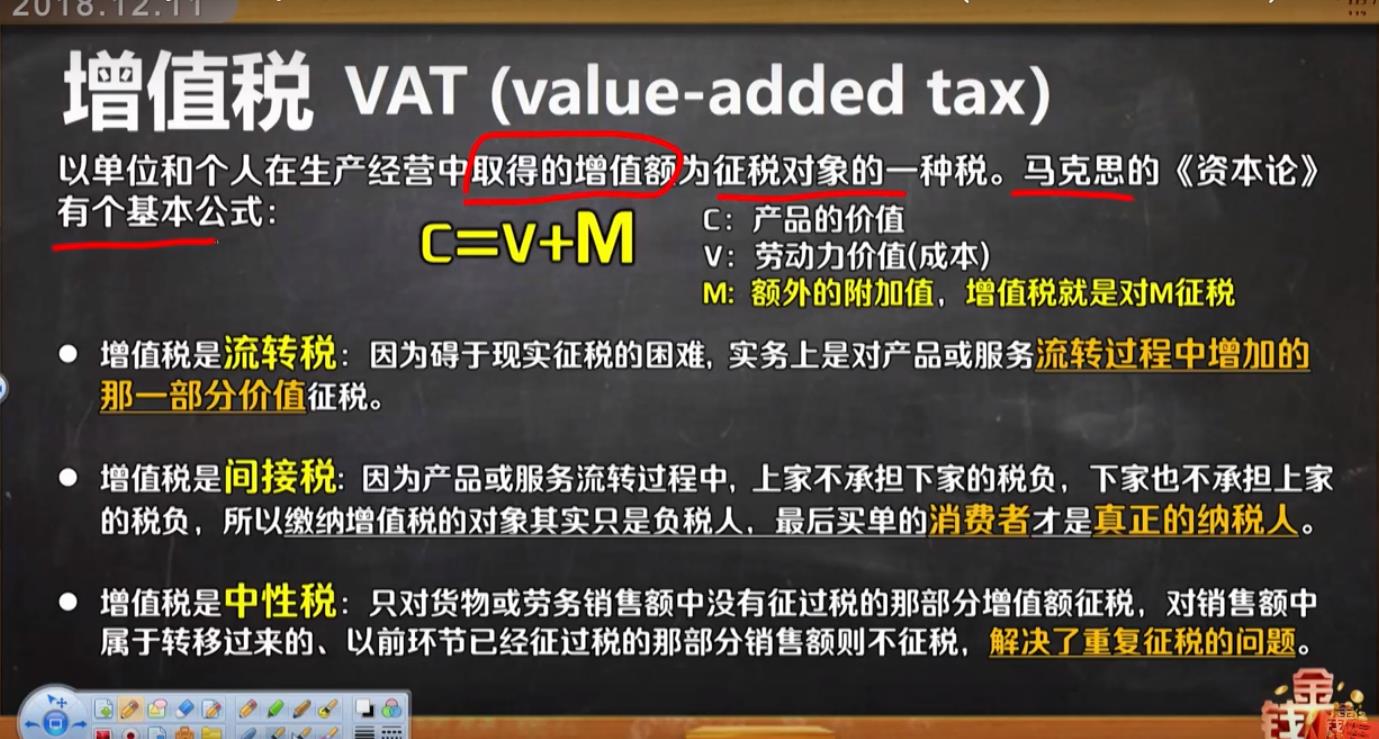 2018.12.11
增值税 VAT (value-added tax)
以单位和个人在生产经营中取得的增值额为征税对象的一种税。马克思的《资本论》
有个基本公式：
C=V+M
C：产品的价值
V：劳动力价值(成本)
M：额外的附加值，增值税就是对M征税
● 增值税是流转税：因为碍于现实征税的困难, 实务上是对产品或服务流转过程中增加的
那一部分价值征税。
● 增值税是间接税: 因为产品或服务流转过程中, 上家不承担下家的税负，下家也不承担上家
的税负，所以缴纳增值税的对象其实只是负税人，最后买单的消费者才是真正的纳税人。
● 增值税是中性税：只对货物或劳务销售额中没有征过税的那部分增值额征税，对销售额中
属于转移过来的、以前环节已经征过税的那部分销售额则不征税，解决了重复征税的问题。
金
钱